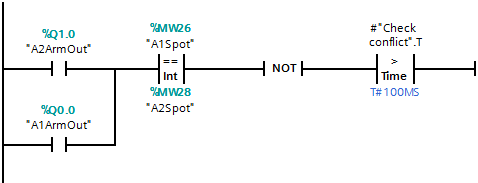 %MW26
#"Check
%Q1.0
"A1Spot"
conflict".T
"A2ArmOut"
==
>
Int
NOT
Time
%MW28
T#100MS
%Q0.0
"A2Spot"
"A1ArmOut"